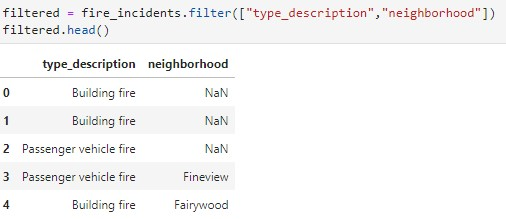 filtered = fire_incidents.filter(["type_description","neighborhood"])
filtered.head()
type_description neighborhood
0 Building fire NaN
1 Building fire NaN
2 Passenger vehicle fire NaN
3 Passenger vehicle fire Fineview
4 Building fire Fairywood